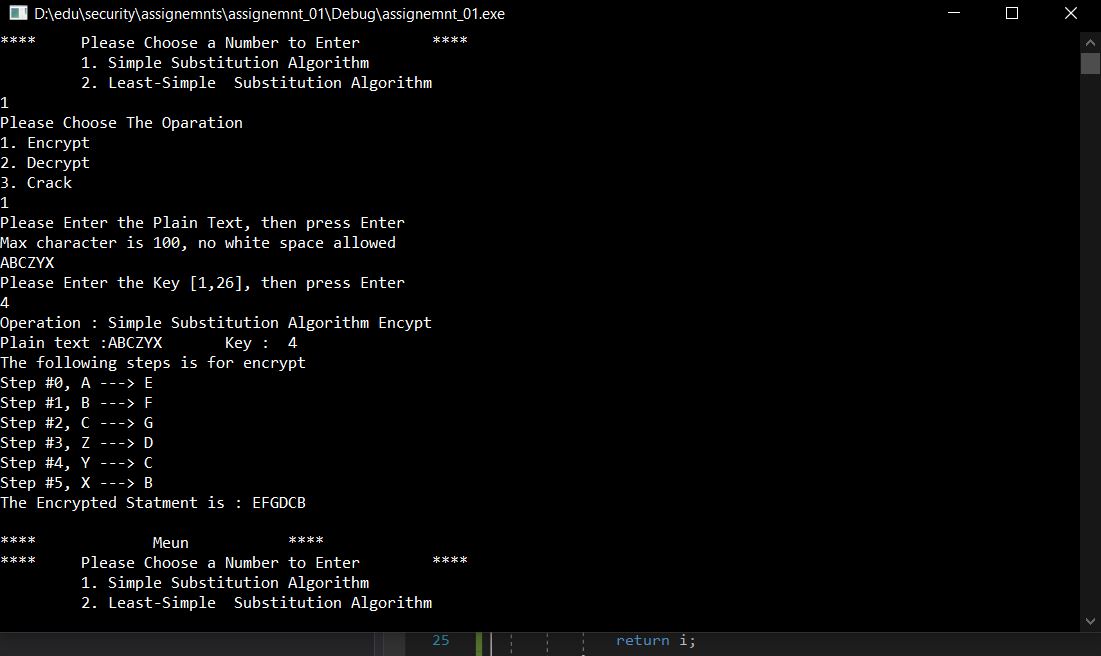 D:\edu\security\assignemnts\assignemnt_01\Debug\assignemnt_01.exe
**** Please Choose a Number to Enter ****
1. Simple Substitution Algorithm
2. Least-Simple  Substitution Algorithm
1
Please Choose The Oparation
1. Encrypt
2. Decrypt
3. Crack
1
Please Enter the Plain Text, then press Enter
Max character is 100, no white space allowed
ABCZYX
Please Enter the Key [1,26], then press Enter
4
Operation : Simple Substitution Algorithm Encypt
Plain text :ABCZYX       Key :  4
The following steps is for encrypt
Step #0, A ---> E
Step #1, B ---> F
Step #2, C ---> G
Step #3, Z ---> D
Step #4, Y ---> C
Step #5, X ---> B
The Encrypted Statment is : EFGDCB
**** Meun ****
**** Please Choose a Number to Enter ****
1. Simple Substitution Algorithm
2. Least-Simple  Substitution Algorithm
25 return i;